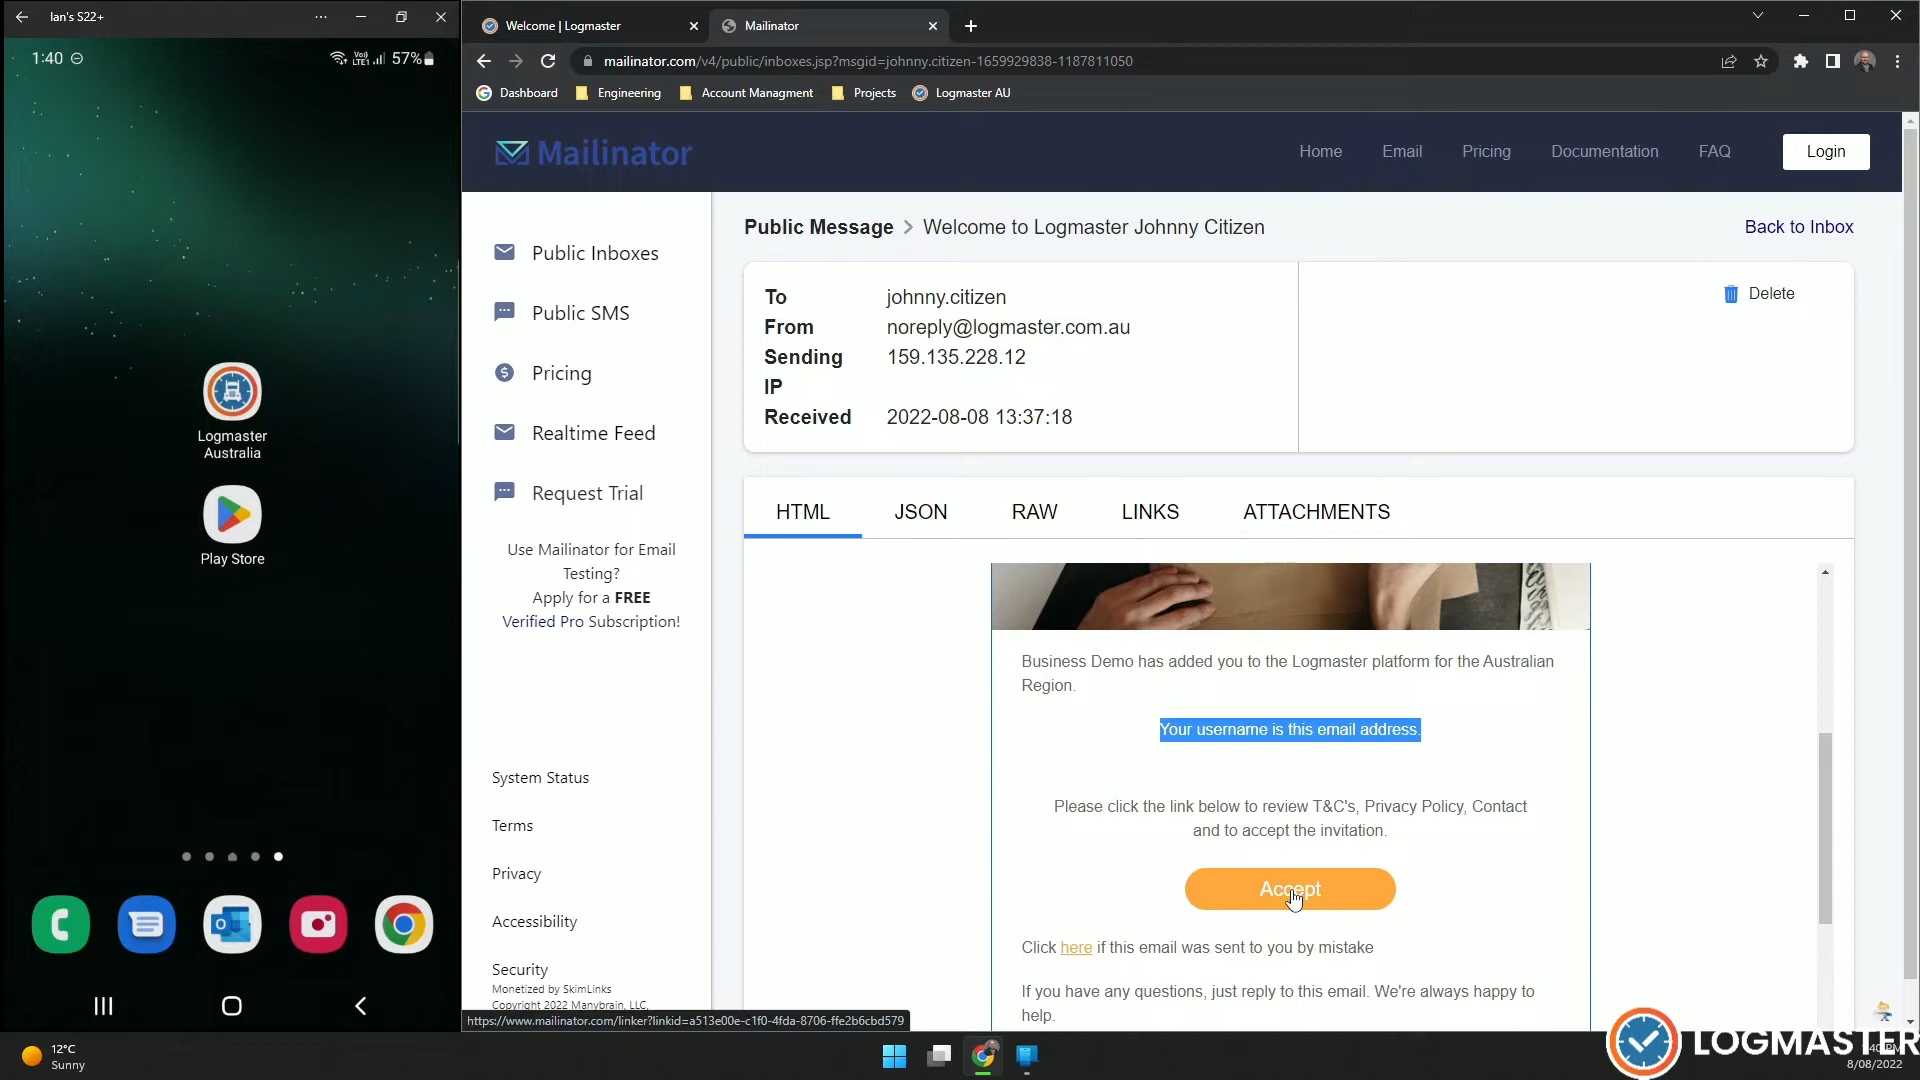 Ian's S22+
1:40
Vo))
LTE1
57%
Logmaster
Australia
Play Store
Welcome | Logmaster
Mailinator
mailinator.com/v4/public/inboxes.jsp?msgid=johnny.citizen-1659929838-1187811050
Dashboard
Engineering
Account Managment
Projects
Logmaster AU
Mailinator
Home
Email
Pricing
Documentation
FAQ
Login
Public Inboxes
Public SMS
Pricing
Realtime Feed
Request Trial
Use Mailinator for Email
Testing?
Apply for a FREE
Verified Pro Subscription!
System Status
Terms
Privacy
Accessibility
Security
Monetized by SkimLinks
Copyright 2022 Manybrain, LLC,
Public Message > Welcome to Logmaster Johnny Citizen
Back to Inbox
To johnny.citizen
From noreply@logmaster.com.au
Sending 159.135.228.12
IP
Received 2022-08-08 13:37:18
Delete
HTML
JSON
RAW
LINKS
ATTACHMENTS
Business Demo has added you to the Logmaster platform for the Australian
Region.
Your username is this email address.
Please click the link below to review T&C's, Privacy Policy, Contact
and to accept the invitation.
Accept
Click here if this email was sent to you by mistake
If you have any questions, just reply to this email. We're always happy to
help.
https://www.mailinator.com/linker?linkid=a513e00e-c1f0-4fda-8706-ffe2b6cbd579
12°C
Sunny
LOGMASTER
8/08/2022